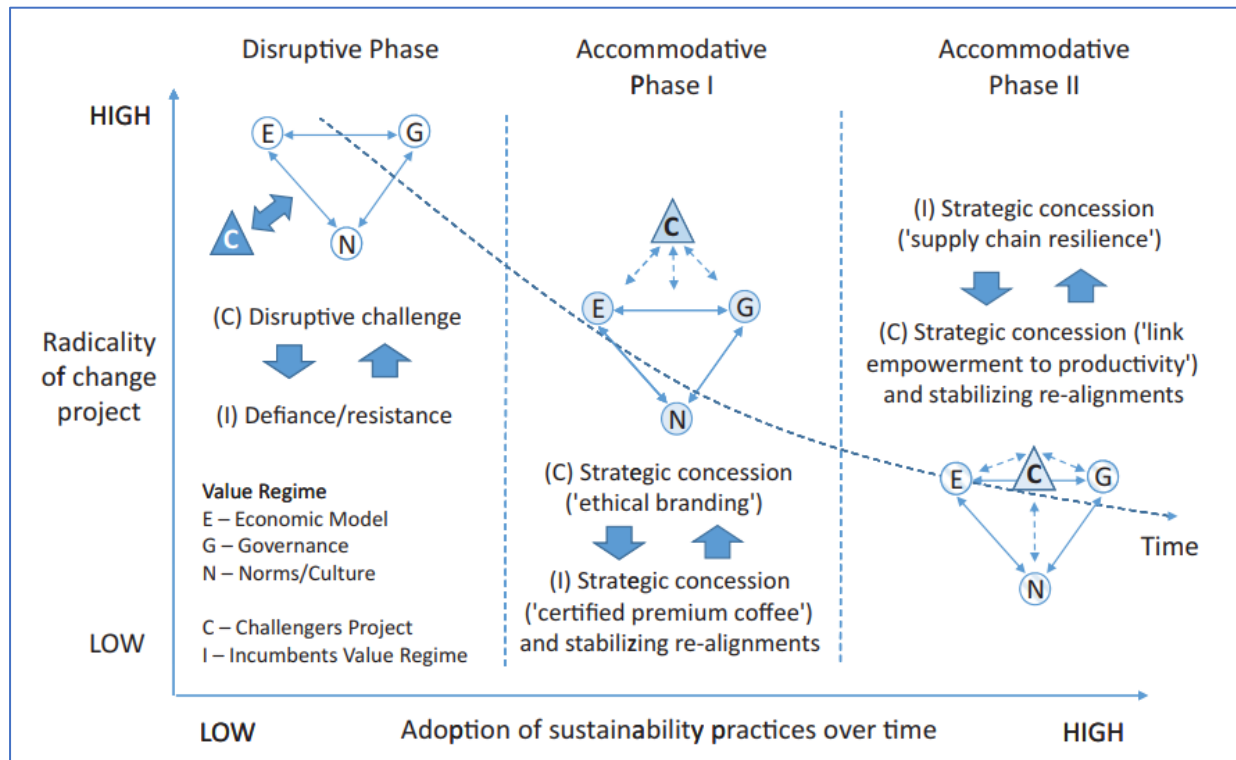 Disruptive Phase
Accommodative
Phase I
Accommodative
Phase II
HIGH
Radicality
of change
project
LOW
E
G
C
N
(C) Disruptive challenge
(I) Defiance/resistance
Value Regime
E – Economic Model
G – Governance
N – Norms/Culture
C – Challengers Project
I – Incumbents Value Regime
C
E
G
N
(C) Strategic concession
('ethical branding')
(I) Strategic concession
('certified premium coffee')
and stabilizing re-alignments
(I) Strategic concession
('supply chain resilience')
(C) Strategic concession ('link
empowerment to productivity')
and stabilizing re-alignments
E
C
G
N
Time
LOW
Adoption of sustainability practices over time
HIGH